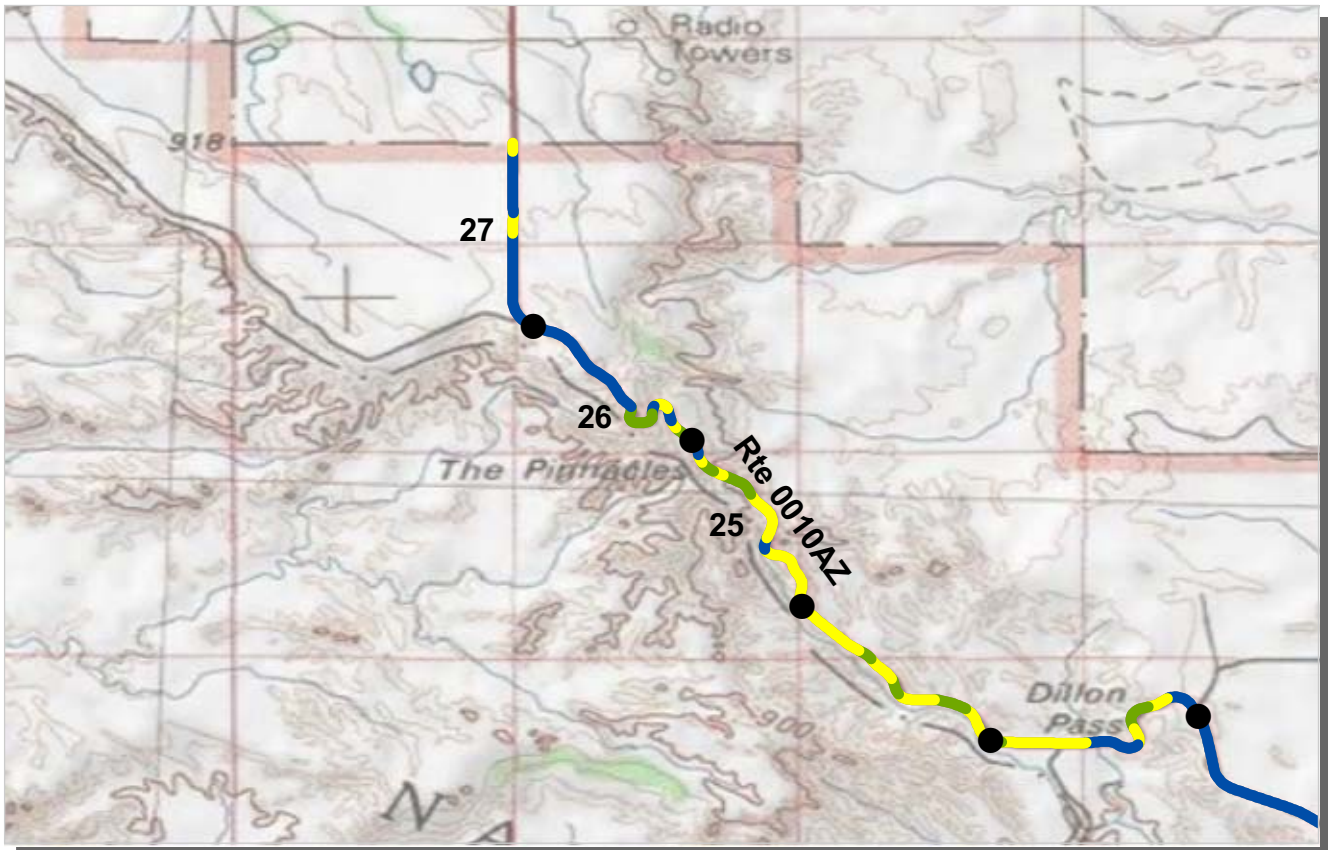 Radio
Towers
918
27
26
The Pinnacles
Rte 0010AZ
25
Dillon
Pass
900
N
A